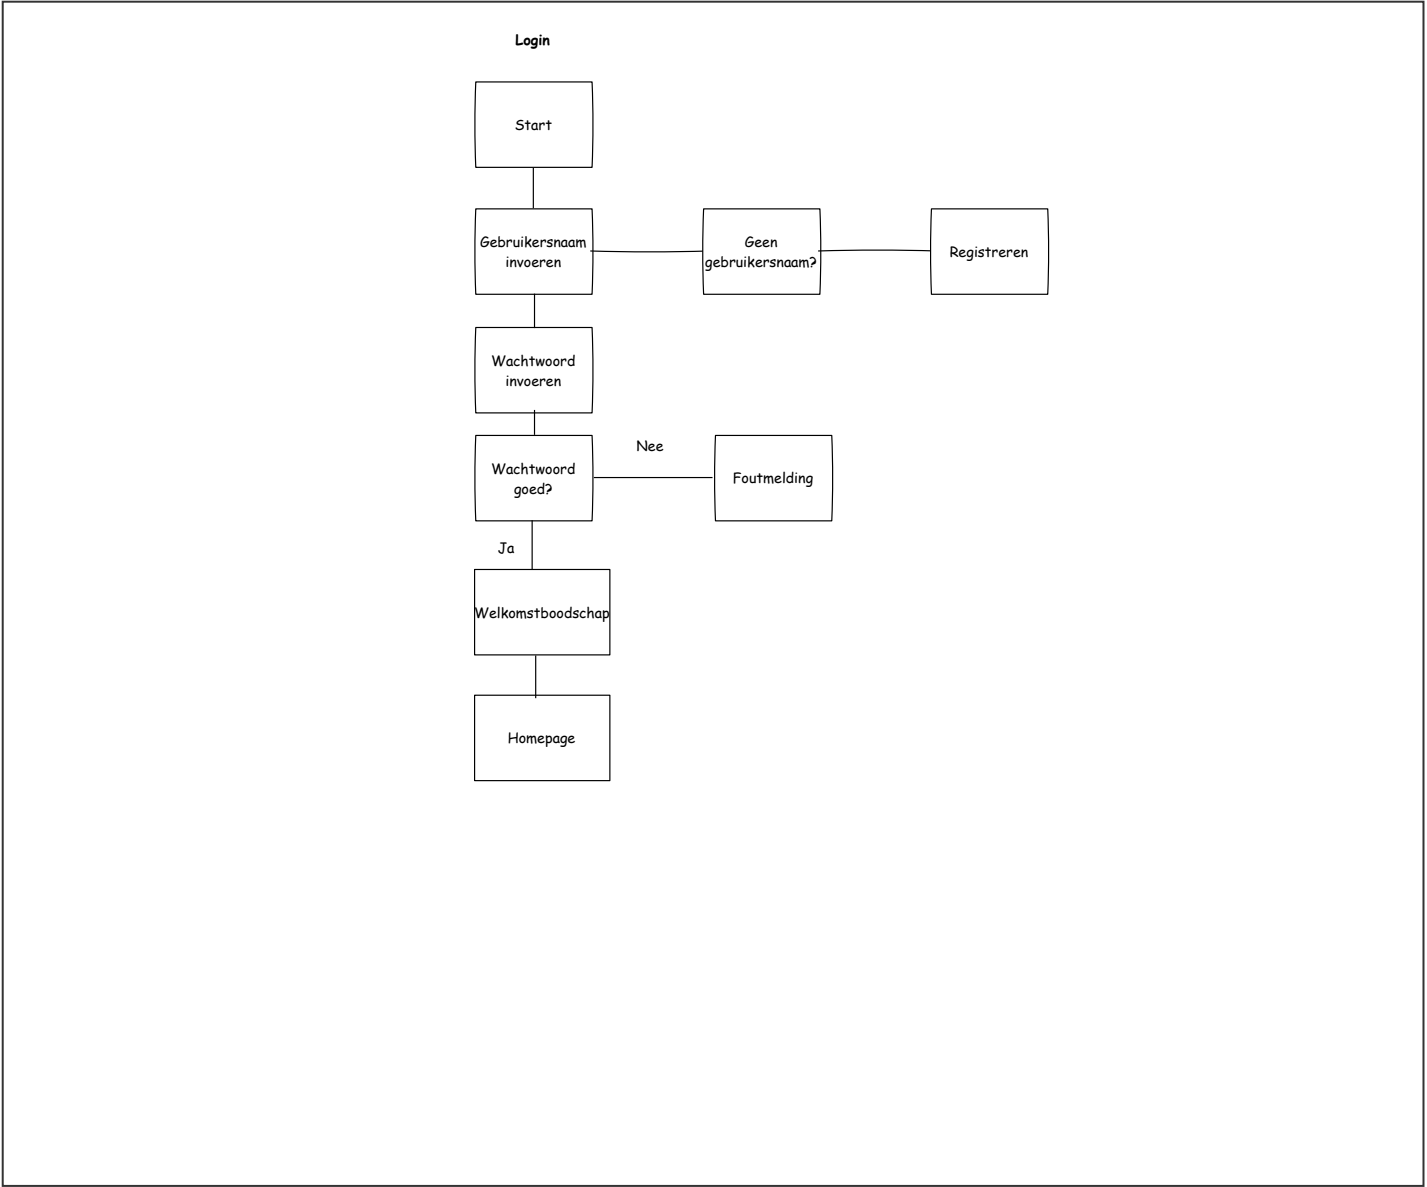 Login
Start
Gebruikersnaam
invoeren
Geen
gebruikersnaam?
Registreren
Wachtwoord
invoeren
Wachtwoord
goed?
Nee
Foutmelding
Ja
Welkomstboodschap
Homepage